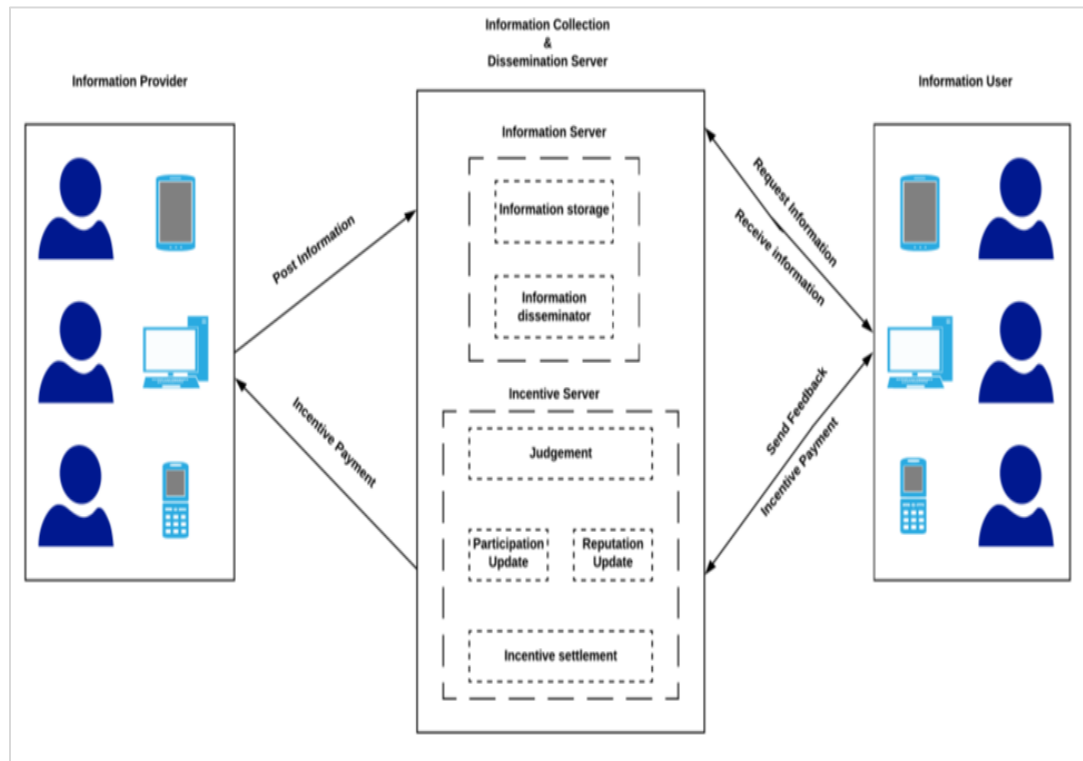 Information Collection
&
Dissemination Server
Information Provider
Information User
Information Server
Information storage
Information
disseminator
Incentive Server
Judgement
Participation
Update
Reputation
Update
Incentive settlement
Post Information
Incentive Payment
Request Information
Receive information
Send Feedback
Incentive Payment